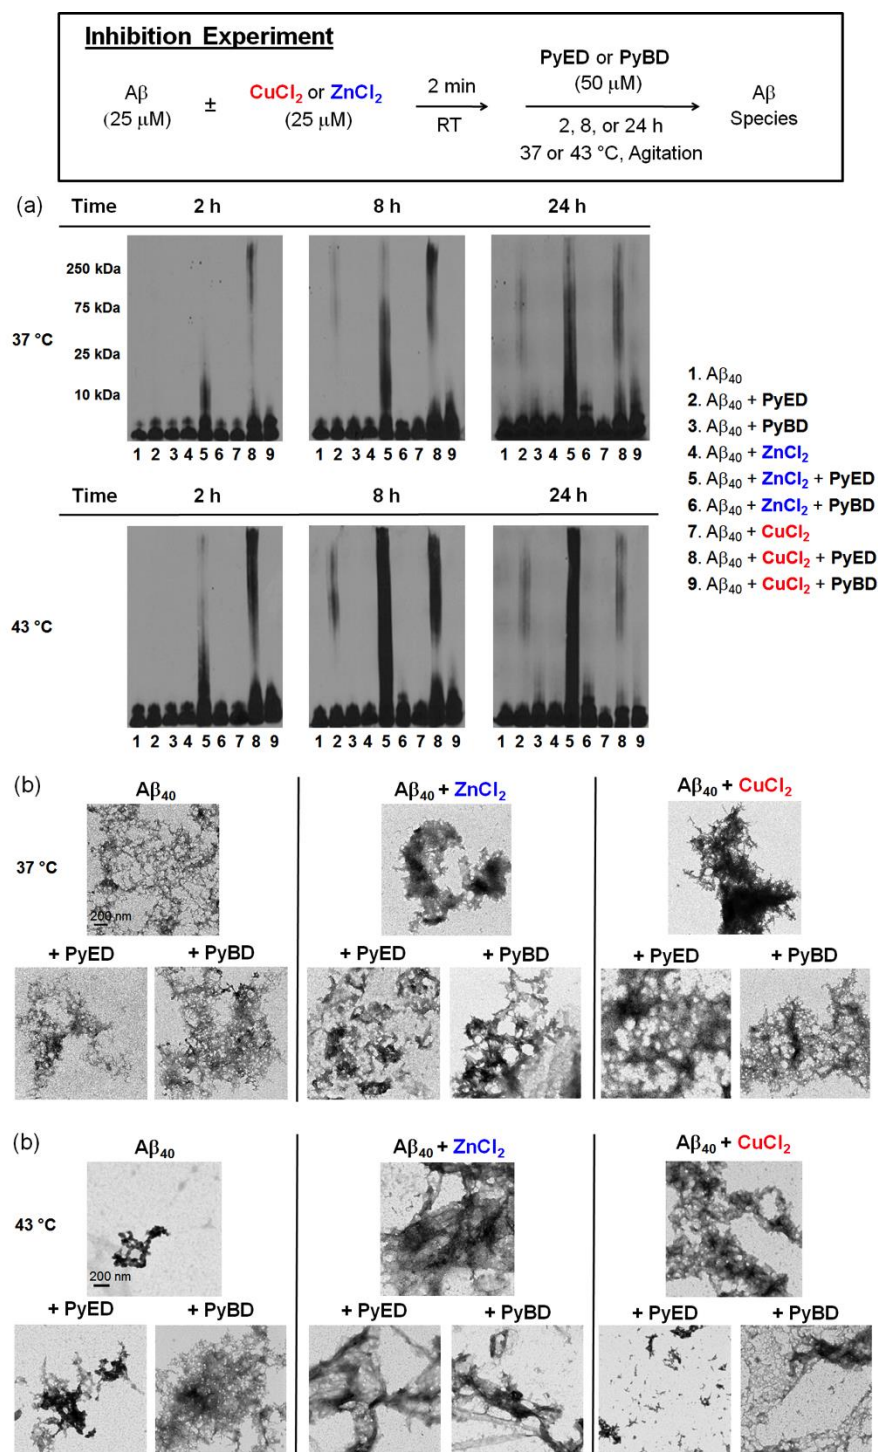 Inhibition Experiment
Aβ
(25 μM)
±
CuCl₂ or ZnCl₂
(25 μM)
2 min
RT
PyED or PyBD
(50 μM)
2, 8, or 24 h
37 or 43 °C, Agitation
Aβ
Species
(a) Time 2 h 8 h 24 h
37 °C
250 kDa
75 kDa
25 kDa
10 kDa
1 2 3 4 5 6 7 8 9 1 2 3 4 5 6 7 8 9 1 2 3 4 5 6 7 8 9
1. Aβ₄₀
2. Aβ₄₀ + PyED
3. Aβ₄₀ + PyBD
4. Aβ₄₀ + ZnCl₂
5. Aβ₄₀ + ZnCl₂ + PyED
6. Aβ₄₀ + ZnCl₂ + PyBD
7. Aβ₄₀ + CuCl₂
8. Aβ₄₀ + CuCl₂ + PyED
9. Aβ₄₀ + CuCl₂ + PyBD
Time 2 h 8 h 24 h
43 °C
1 2 3 4 5 6 7 8 9 1 2 3 4 5 6 7 8 9 1 2 3 4 5 6 7 8 9
(b) Aβ₄₀ Aβ₄₀ + ZnCl₂ Aβ₄₀ + CuCl₂
37 °C
200 nm
+ PyED + PyBD + PyED + PyBD + PyED + PyBD
(b) Aβ₄₀ Aβ₄₀ + ZnCl₂ Aβ₄₀ + CuCl₂
43 °C
200 nm
+ PyED + PyBD + PyED + PyBD + PyED + PyBD